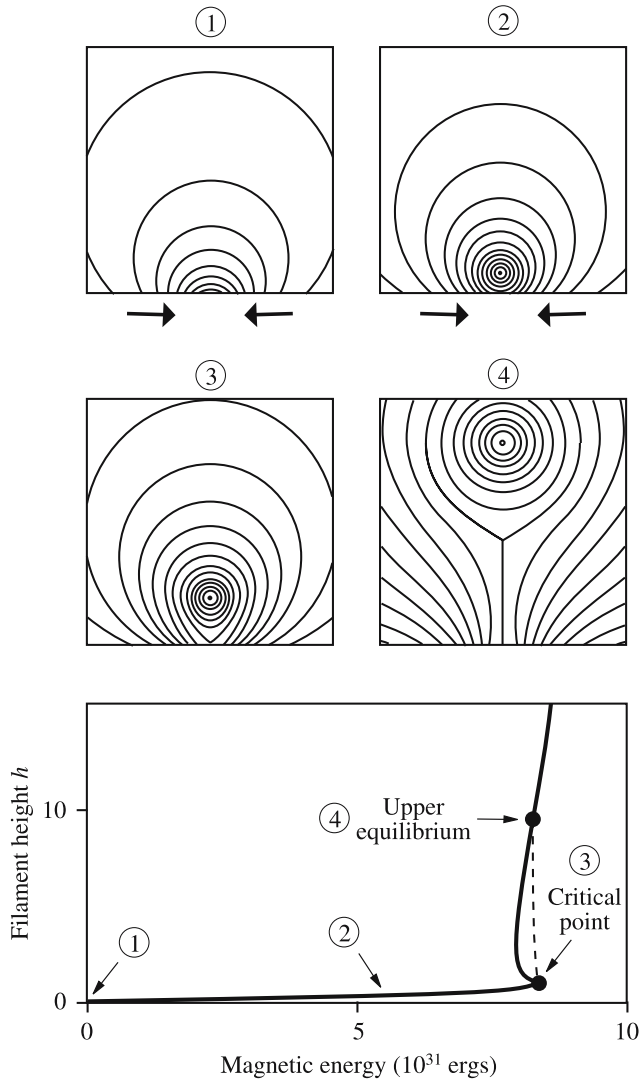 ①
②
③
④
Filament height h
10
0
④ Upper
equilibrium
③
Critical
point
①
②
0
5
10
Magnetic energy (10³¹ ergs)